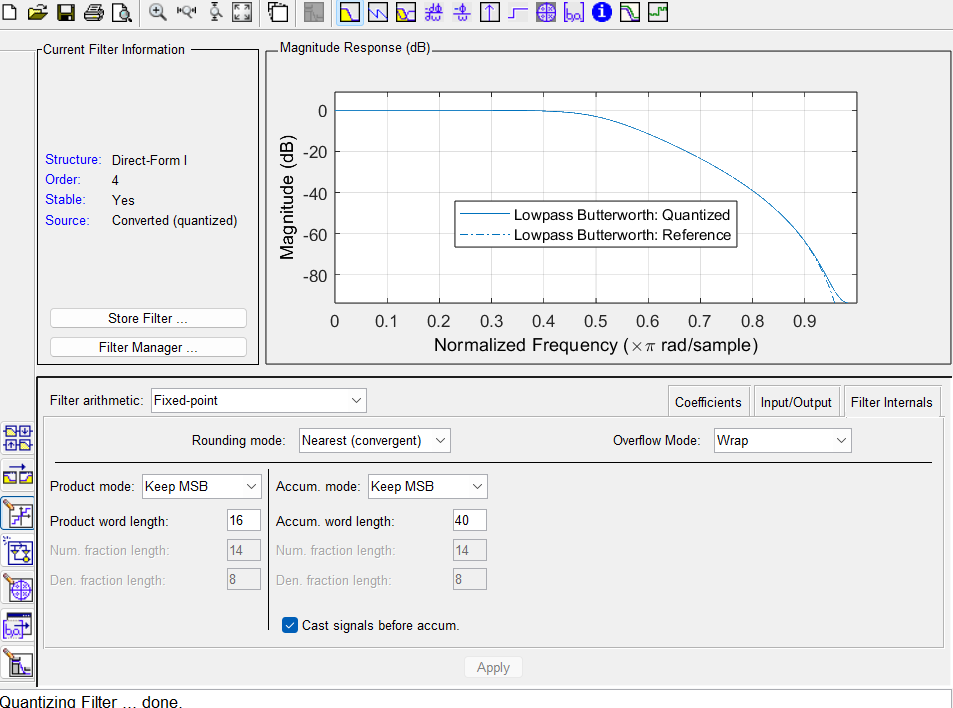 Current Filter Information
Structure: Direct-Form I
Order: 4
Stable: Yes
Source: Converted (quantized)
Store Filter ...
Filter Manager ...
Magnitude Response (dB)
Magnitude (dB)
0
-20
-40
-60
-80
Lowpass Butterworth: Quantized
Lowpass Butterworth: Reference
0 0.1 0.2 0.3 0.4 0.5 0.6 0.7 0.8 0.9
Normalized Frequency (×π rad/sample)
Filter arithmetic: Fixed-point
Coefficients Input/Output Filter Internals
Rounding mode: Nearest (convergent) Overflow Mode: Wrap
Product mode: Keep MSB Accum. mode: Keep MSB
Product word length: 16 Accum. word length: 40
Num. fraction length: 14 Num. fraction length: 14
Den. fraction length: 8 Den. fraction length: 8
Cast signals before accum.
Apply
Quantizing Filter ... done.